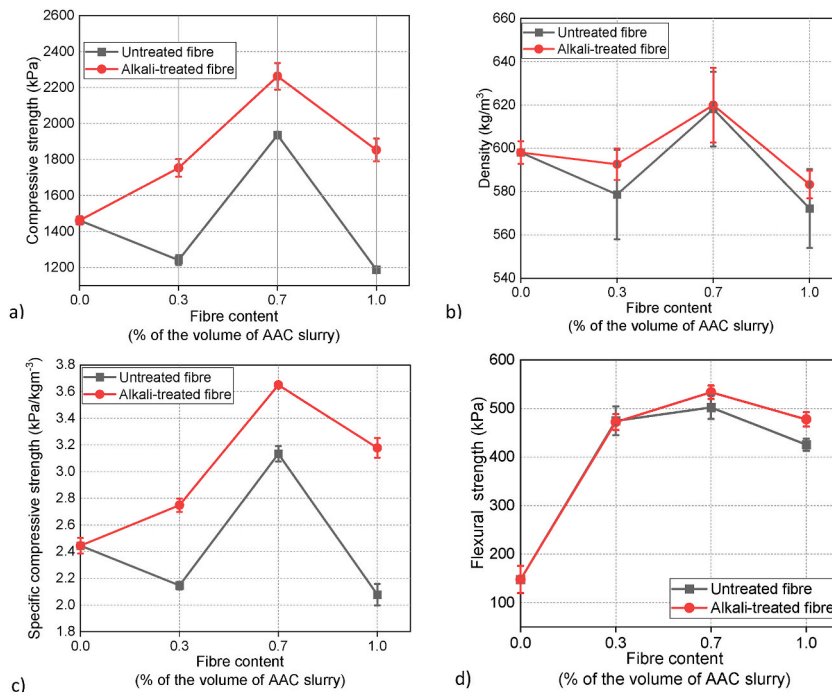 2600
2400
2200
2000
1800
1600
1400
1200
Compressive strength (kPa)
Untreated fibre
Alkali-treated fibre
0.0 0.3 0.7 1.0
Fibre content
(% of the volume of AAC slurry)
a)
660
640
620
600
580
560
540
Density (kg/m³)
Untreated fibre
Alkali-treated fibre
0.0 0.3 0.7 1.0
Fibre content
(% of the volume of AAC slurry)
b)
3.8
3.6
3.4
3.2
3.0
2.8
2.6
2.4
2.2
2.0
1.8
Specific compressive strength (kPa/kgm⁻³)
Untreated fibre
Alkali-treated fibre
0.0 0.3 0.7 1.0
Fibre content
(% of the volume of AAC slurry)
c)
600
500
400
300
200
100
Flexural strength (kPa)
Untreated fibre
Alkali-treated fibre
0.0 0.3 0.7 1.0
Fibre content
(% of the volume of AAC slurry)
d)